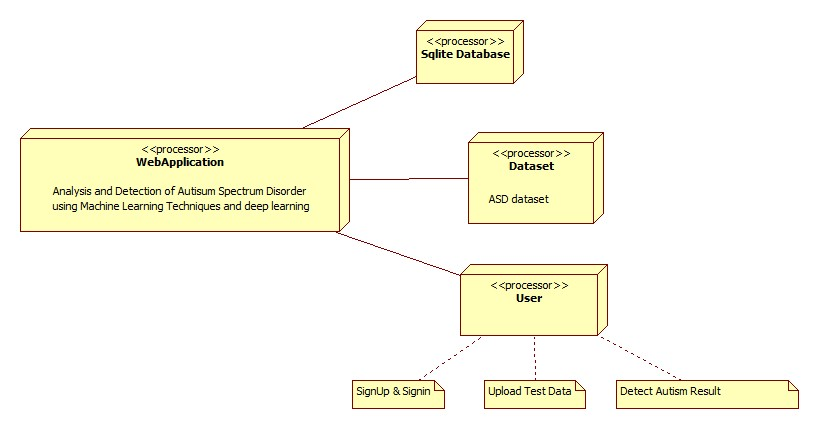 <<processor>>
Sqlite Database
<<processor>>
WebApplication
Analysis and Detection of Autisum Spectrum Disorder
using Machine Learning Techniques and deep learning
<<processor>>
Dataset
ASD dataset
<<processor>>
User
SignUp & Signin
Upload Test Data
Detect Autism Result